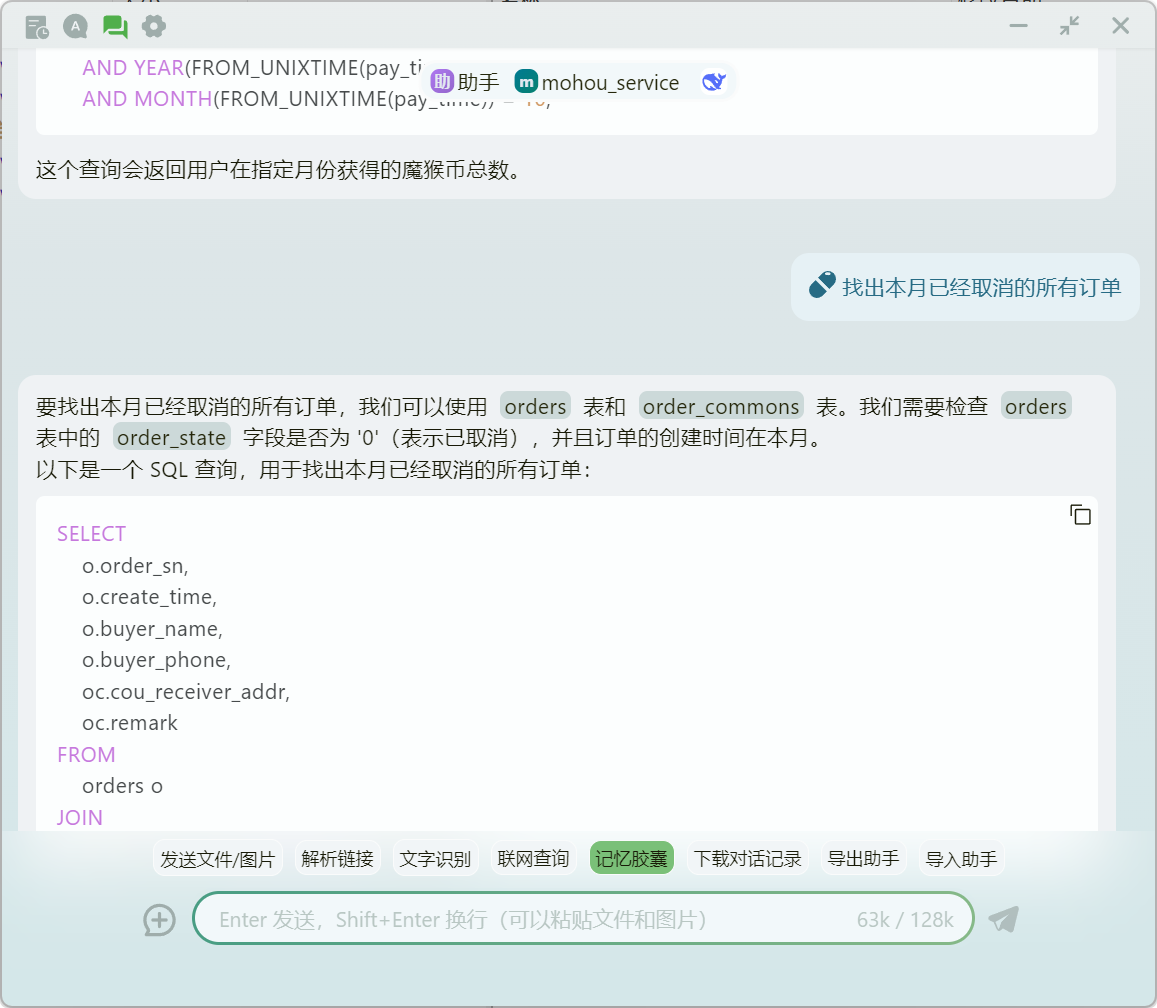 AND YEAR(FROM_UNIXTIME(pay_ti
助 助手 m mohou_service
AND MONTH(FROM_UNIXTIME(pay_time)) = 10,
这个查询会返回用户在指定月份获得的魔猴币总数。
找出本月已经取消的所有订单
要找出本月已经取消的所有订单，我们可以使用 orders 表和 order_commons 表。我们需要检查 orders
表中的 order_state 字段是否为 '0'（表示已取消），并且订单的创建时间在本月。
以下是一个 SQL 查询，用于找出本月已经取消的所有订单：
SELECT
o.order_sn,
o.create_time,
o.buyer_name,
o.buyer_phone,
oc.cou_receiver_addr,
oc.remark
FROM
orders o
JOIN
发送文件/图片 解析链接 文字识别 联网查询 记忆胶囊 下载对话记录 导出助手 导入助手
Enter 发送，Shift+Enter 换行（可以粘贴文件和图片） 63k / 128k